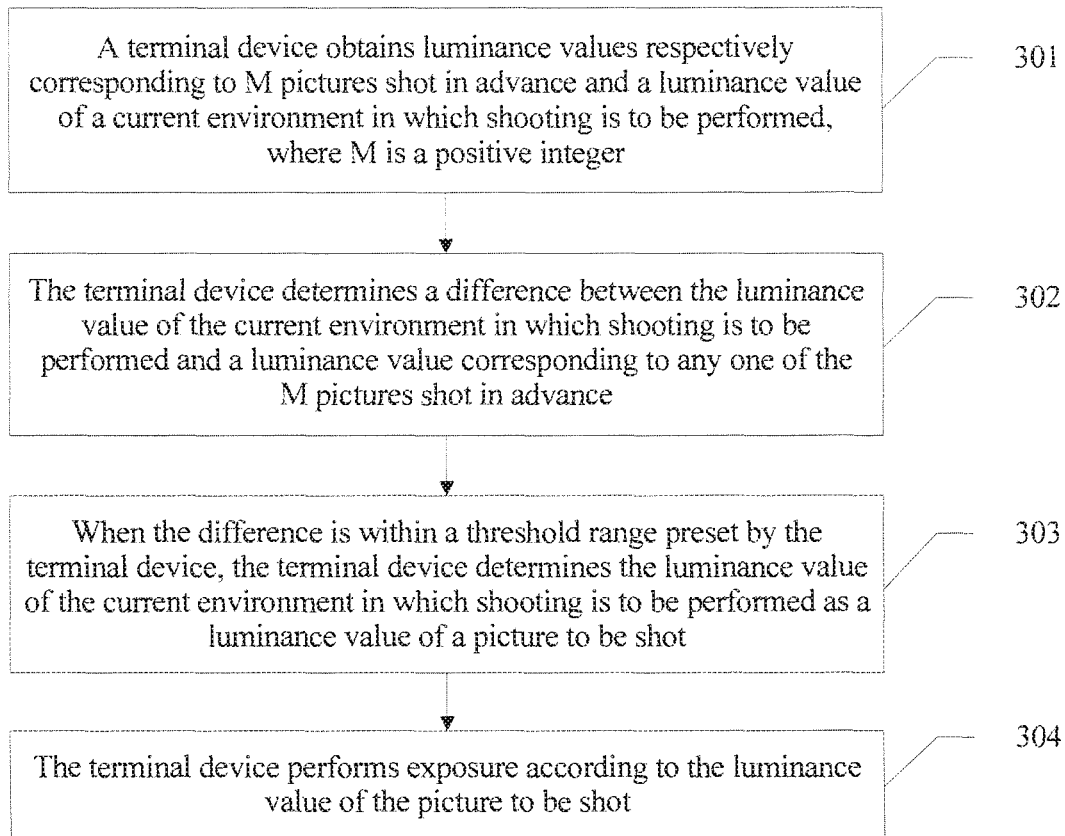 A terminal device obtains luminance values respectively
corresponding to M pictures shot in advance and a luminance value
of a current environment in which shooting is to be performed,
where M is a positive integer
301
The terminal device determines a difference between the luminance
value of the current environment in which shooting is to be
performed and a luminance value corresponding to any one of the
M pictures shot in advance
302
When the difference is within a threshold range preset by the
terminal device, the terminal device determines the luminance value
of the current environment in which shooting is to be performed as a
luminance value of a picture to be shot
303
The terminal device performs exposure according to the luminance
value of the picture to be shot
304